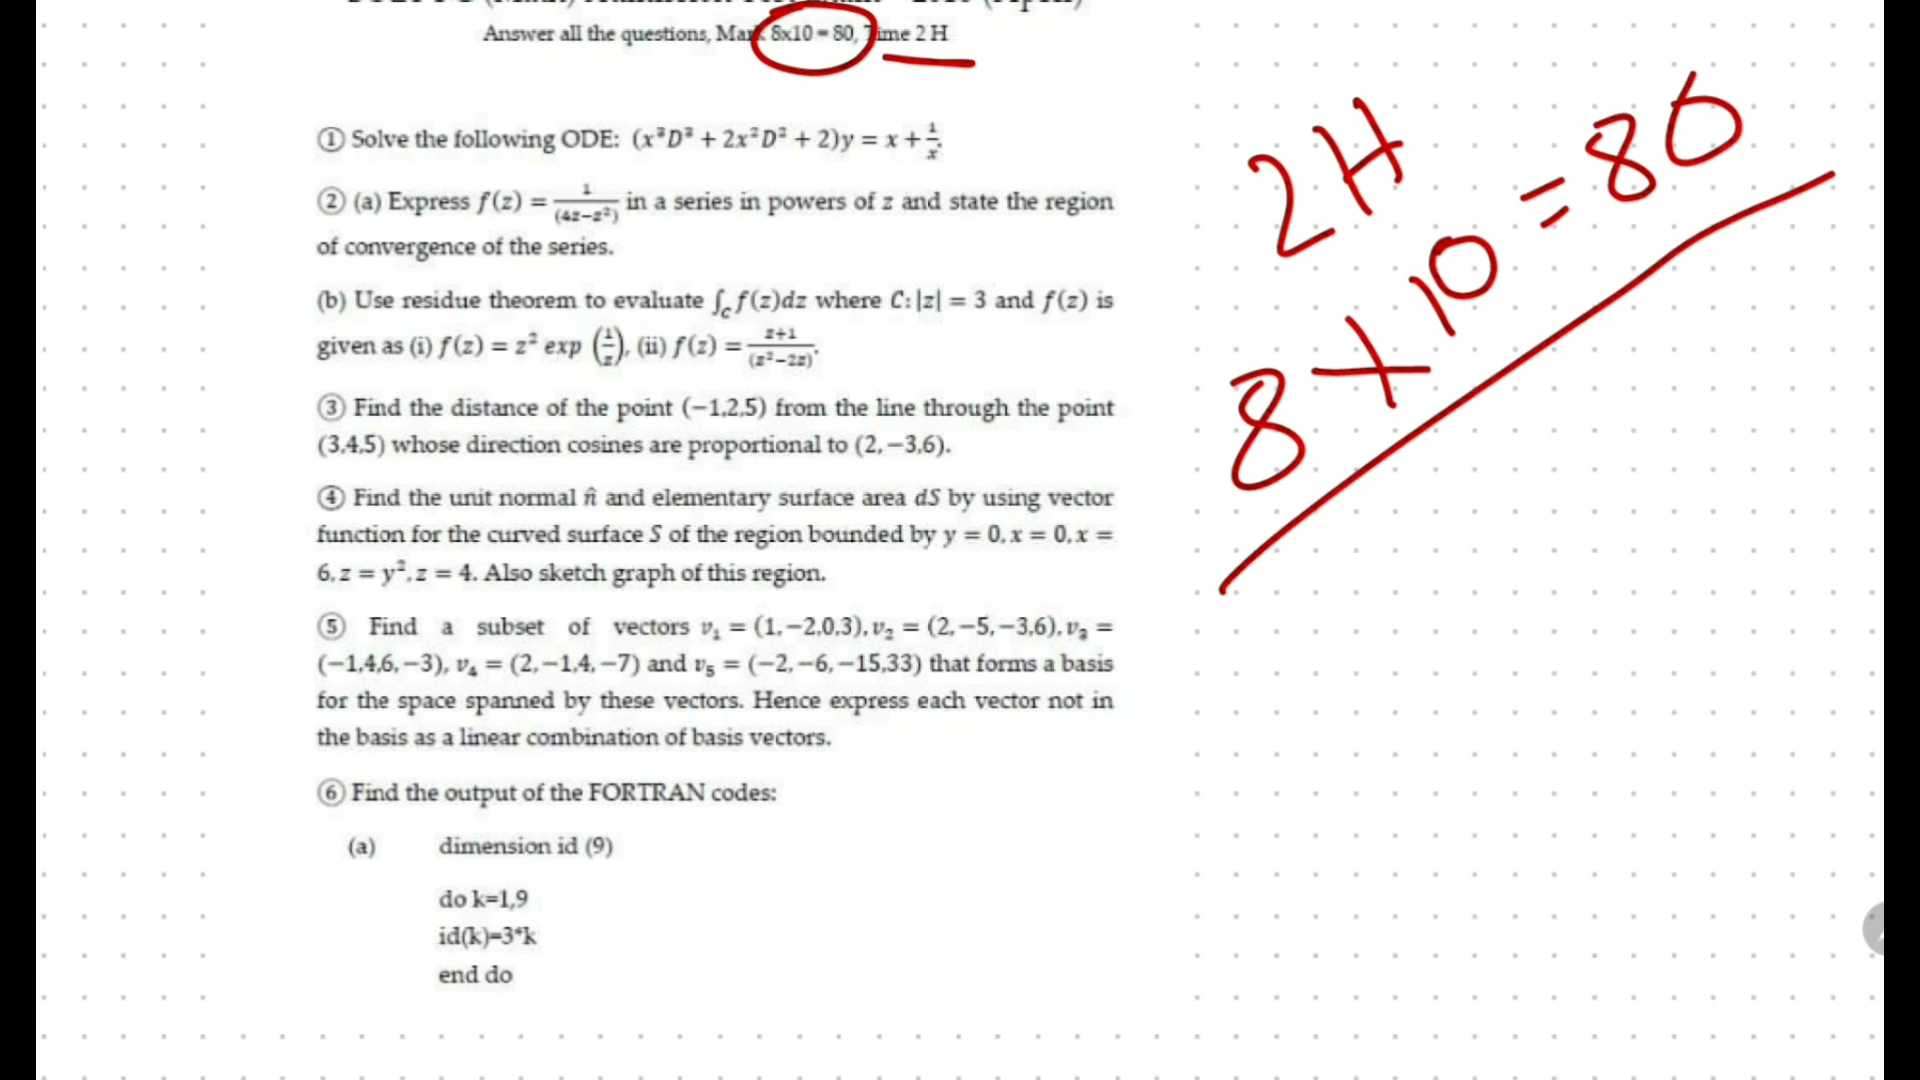 Answer all the questions, Mark 8x10 = 80, Time 2 H
① Solve the following ODE: (x³D³ + 2x²D² + 2)y = x + 1/x
② (a) Express f(z) = 1/(4z−z²) in a series in powers of z and state the region
of convergence of the series.
(b) Use residue theorem to evaluate ∫_C f(z)dz where C: |z| = 3 and f(z) is
given as (i) f(z) = z² exp (1/z), (ii) f(z) = z+1/(z²−2z).
③ Find the distance of the point (−1,2,5) from the line through the point
(3,4,5) whose direction cosines are proportional to (2,−3,6).
④ Find the unit normal n̂ and elementary surface area dS by using vector
function for the curved surface S of the region bounded by y = 0, x = 0, x =
6, z = y², z = 4. Also sketch graph of this region.
⑤ Find a subset of vectors v₁ = (1,−2,0,3), v₂ = (2,−5,−3,6), v₃ =
(−1,4,6,−3), v₄ = (2,−1,4,−7) and v₅ = (−2,−6,−15,33) that forms a basis
for the space spanned by these vectors. Hence express each vector not in
the basis as a linear combination of basis vectors.
⑥ Find the output of the FORTRAN codes:
(a) dimension id (9)
do k=1,9
id(k)=3*k
end do
2H
8 × 10 = 80